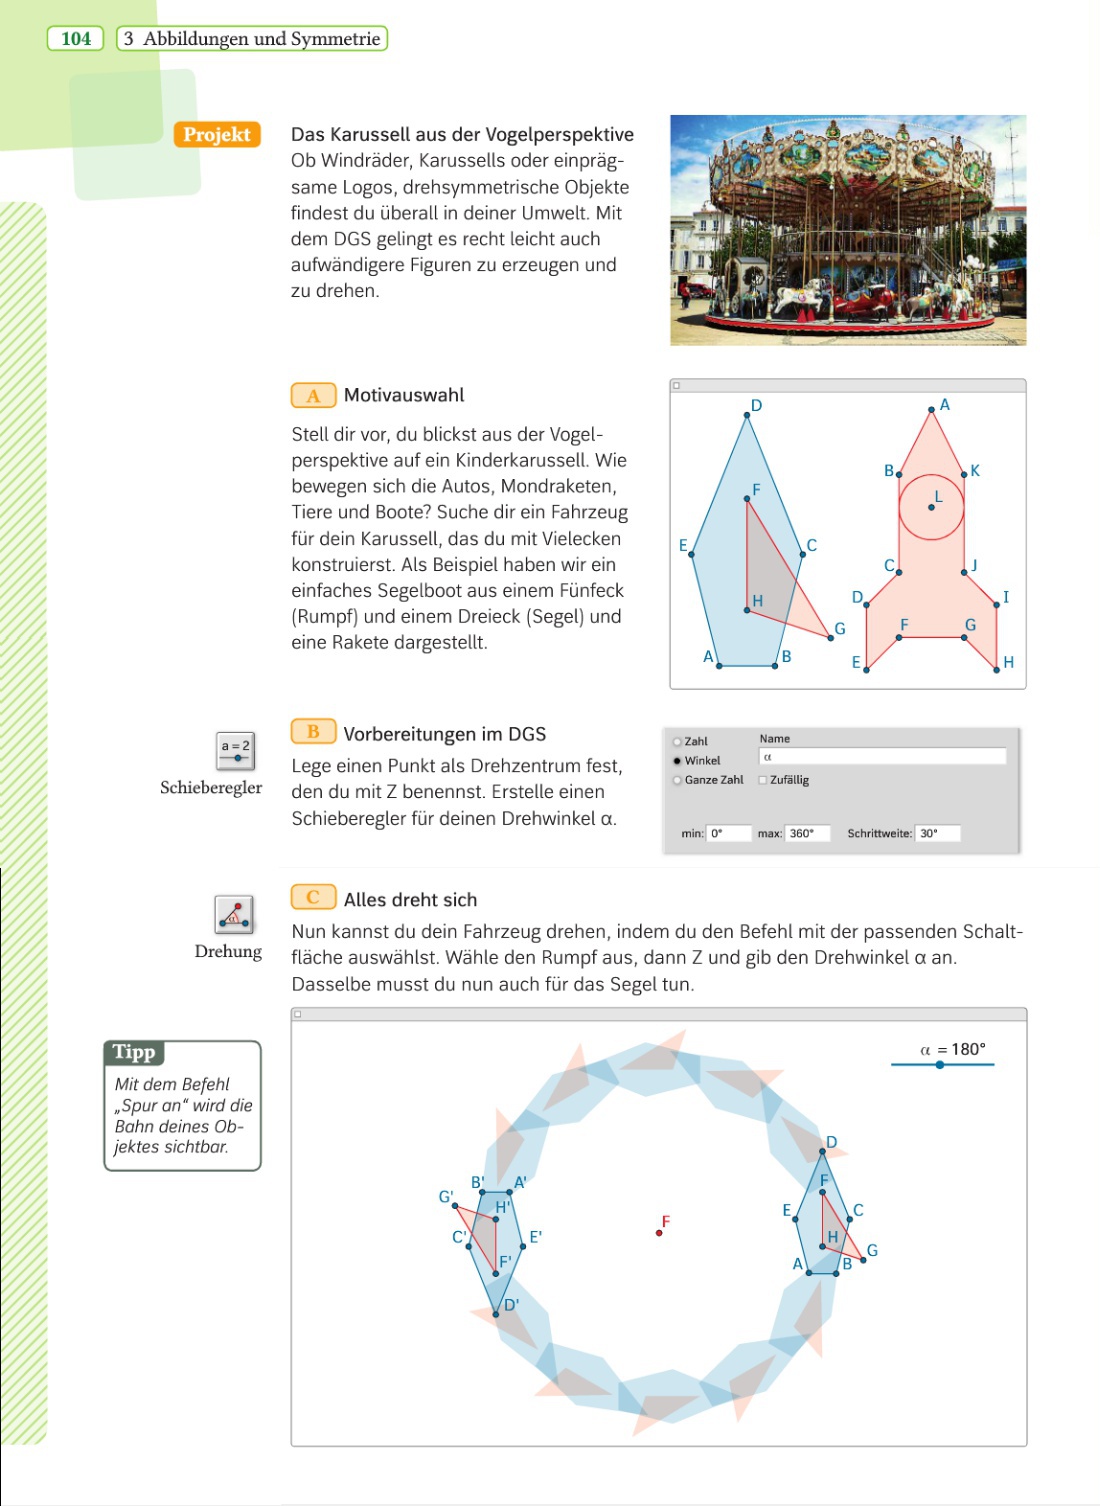 104
3 Abbildungen und Symmetrie
Projekt
Das Karussell aus der Vogelperspektive
Ob Windräder, Karussells oder einpräg-
same Logos, drehsymmetrische Objekte
findest du überall in deiner Umwelt. Mit
dem DGS gelingt es recht leicht auch
aufwändigere Figuren zu erzeugen und
zu drehen.
A Motivauswahl
Stell dir vor, du blickst aus der Vogel-
perspektive auf ein Kinderkarussell. Wie
bewegen sich die Autos, Mondraketen,
Tiere und Boote? Suche dir ein Fahrzeug
für dein Karussell, das du mit Vielecken
konstruierst. Als Beispiel haben wir ein
einfaches Segelboot aus einem Fünfeck
(Rumpf) und einem Dreieck (Segel) und
eine Rakete dargestellt.
D
F
E
C
H
G
A
B
A
B
K
L
C
J
D
I
F
G
E
H
a = 2
Schieberegler
B Vorbereitungen im DGS
Lege einen Punkt als Drehzentrum fest,
den du mit Z benennst. Erstelle einen
Schieberegler für deinen Drehwinkel α.
Zahl
Winkel
Ganze Zahl
Name
α
Zufällig
min: 0° max: 360° Schrittweite: 30°
α
Drehung
C Alles dreht sich
Nun kannst du dein Fahrzeug drehen, indem du den Befehl mit der passenden Schalt-
fläche auswählst. Wähle den Rumpf aus, dann Z und gib den Drehwinkel α an.
Dasselbe musst du nun auch für das Segel tun.
Tipp
Mit dem Befehl
„Spur an“ wird die
Bahn deines Ob-
jektes sichtbar.
α = 180°
D
B'
A'
F
G'
H'
E
C
F
C'
E'
H
G
F'
A
B
D'